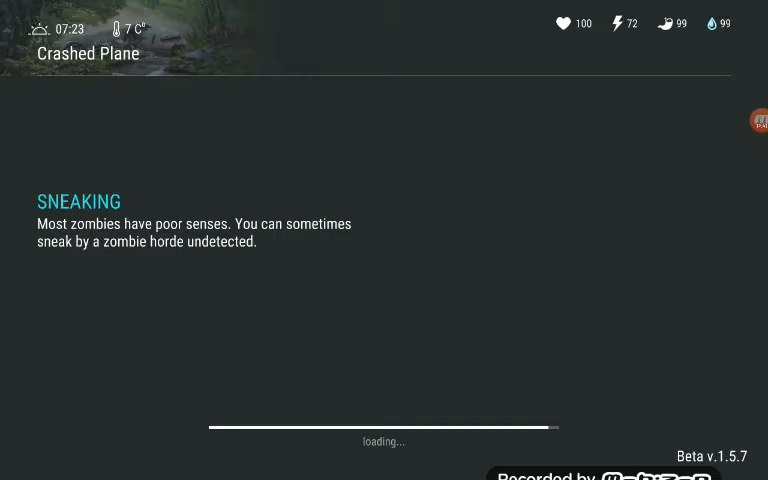 07:23 7 C°
100 72 99 99
Crashed Plane
SNEAKING
Most zombies have poor senses. You can sometimes
sneak by a zombie horde undetected.
loading...
Beta v.1.5.7
Recorded by